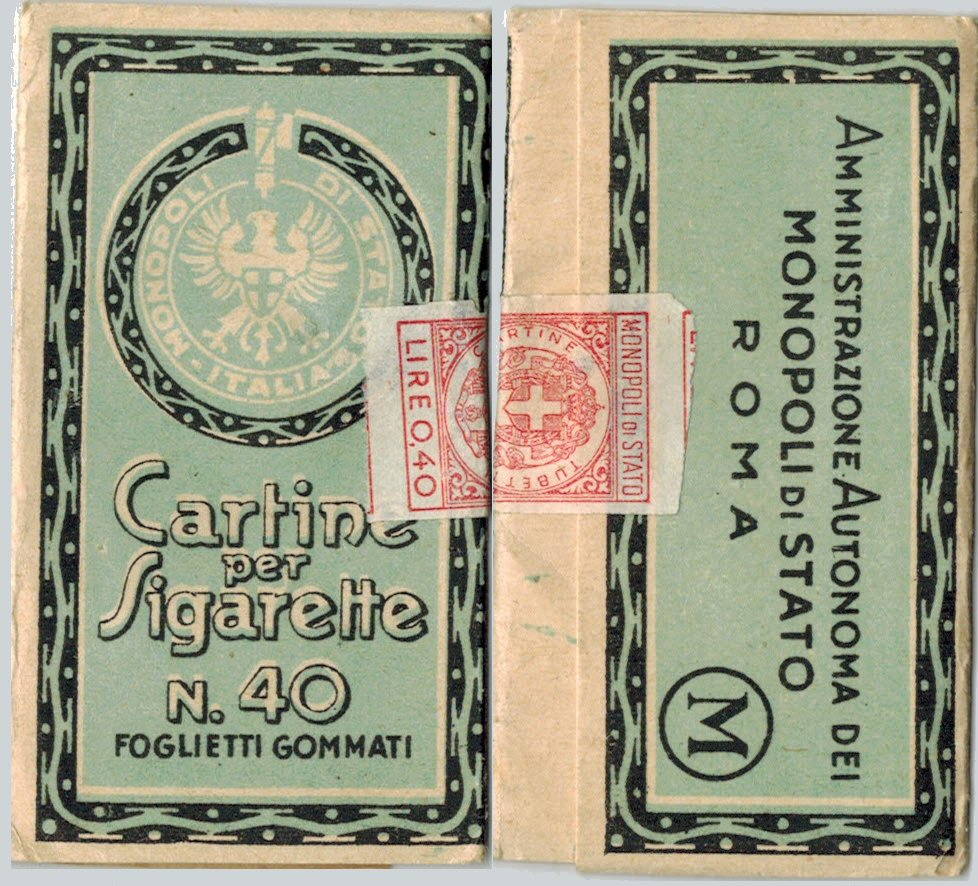 MONOPOLI DI STATO
ITALIA
Cartine
per
Sigarette
N. 40
FOGLIETTI GOMMATI
LIRE 0,40
CARTINE
TUBET
MONOPOLI DI STATO
AMMINISTRAZIONE AUTONOMA DEI
MONOPOLI DI STATO
ROMA
M